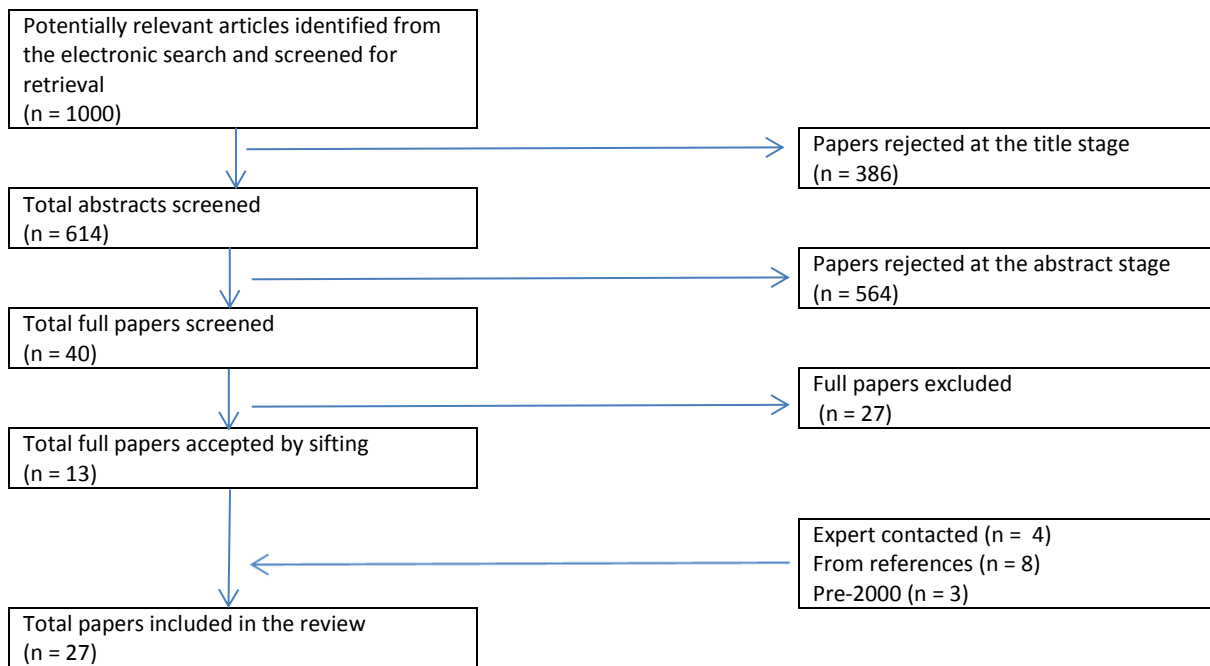 Potentially relevant articles identified from
the electronic search and screened for
retrieval
(n = 1000)
Papers rejected at the title stage
(n = 386)
Total abstracts screened
(n = 614)
Papers rejected at the abstract stage
(n = 564)
Total full papers screened
(n = 40)
Full papers excluded
(n = 27)
Total full papers accepted by sifting
(n = 13)
Expert contacted (n = 4)
From references (n = 8)
Pre-2000 (n = 3)
Total papers included in the review
(n = 27)